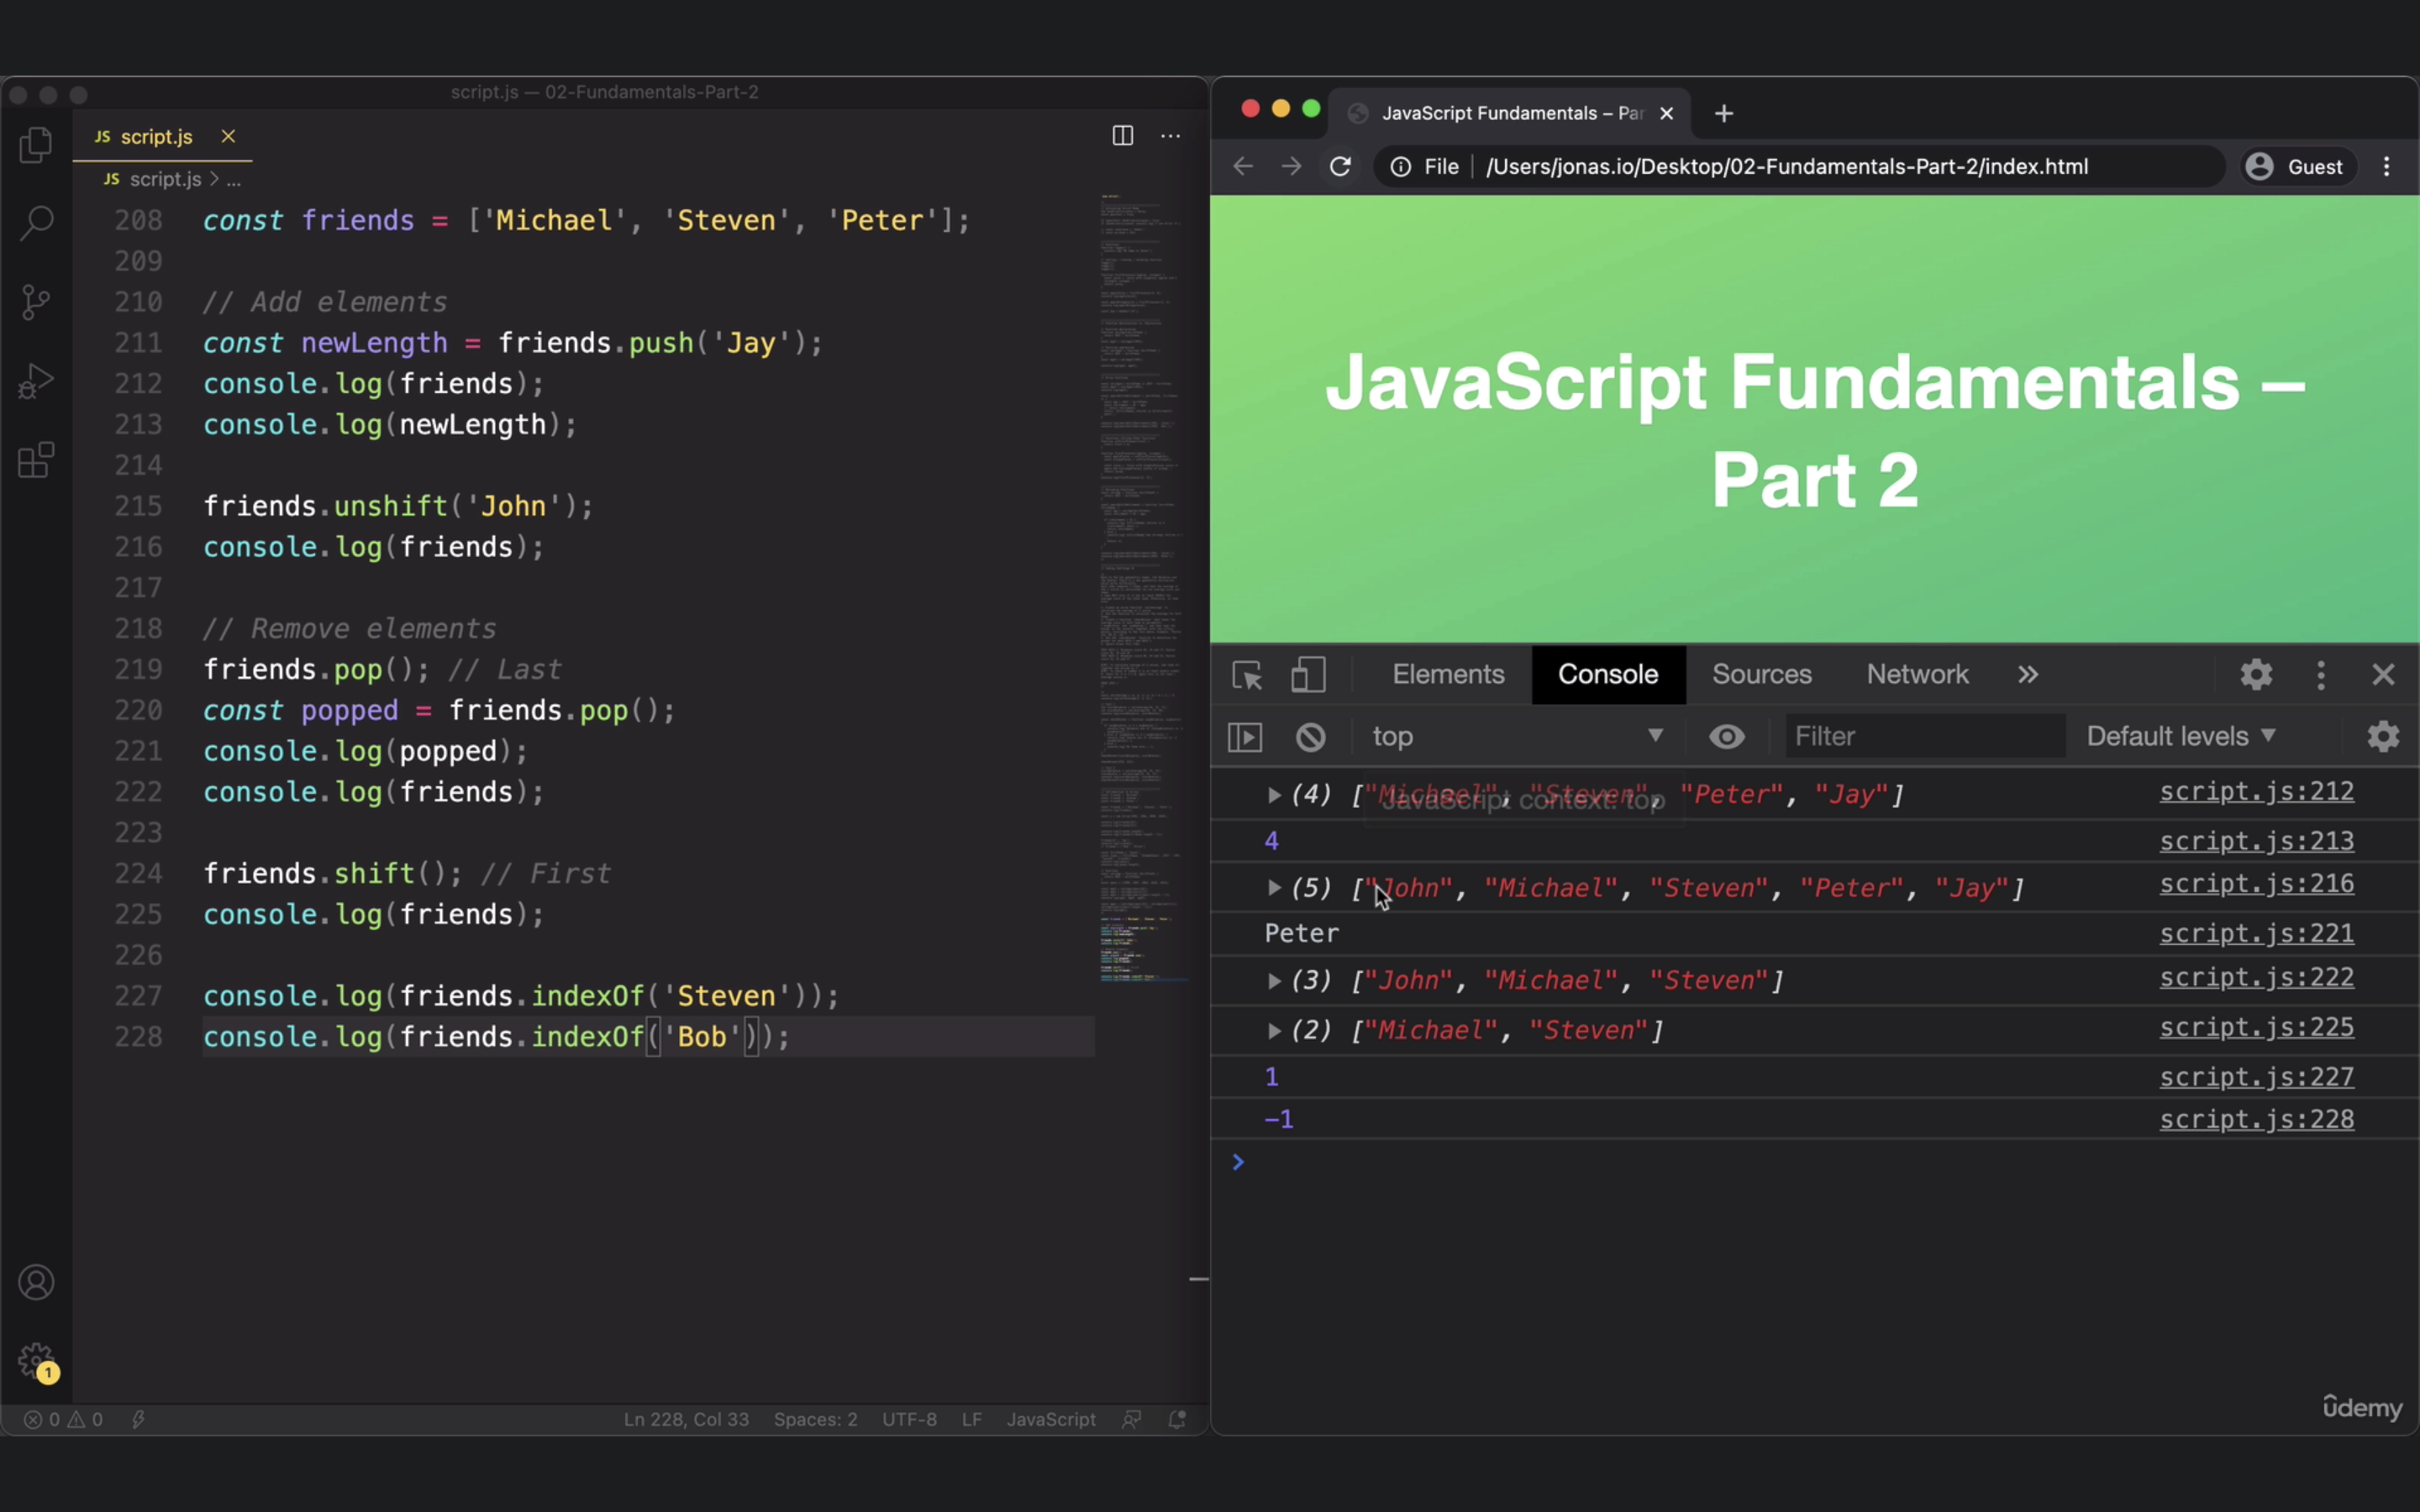 script.js — 02-Fundamentals-Part-2
JS script.js
JS script.js > ...
208 const friends = ['Michael', 'Steven', 'Peter'];
209
210 // Add elements
211 const newLength = friends.push('Jay');
212 console.log(friends);
213 console.log(newLength);
214
215 friends.unshift('John');
216 console.log(friends);
217
218 // Remove elements
219 friends.pop(); // Last
220 const popped = friends.pop();
221 console.log(popped);
222 console.log(friends);
223
224 friends.shift(); // First
225 console.log(friends);
226
227 console.log(friends.indexOf('Steven'));
228 console.log(friends.indexOf('Bob'));
1
0 0 Ln 228, Col 33 Spaces: 2 UTF-8 LF JavaScript
JavaScript Fundamentals – Par
File /Users/jonas.io/Desktop/02-Fundamentals-Part-2/index.html Guest
JavaScript Fundamentals –
Part 2
Elements Console Sources Network
top Filter Default levels
(4) ["Michael", "Steven", "Peter", "Jay"] script.js:212
JavaScript context: top
4 script.js:213
(5) ["John", "Michael", "Steven", "Peter", "Jay"] script.js:216
Peter script.js:221
(3) ["John", "Michael", "Steven"] script.js:222
(2) ["Michael", "Steven"] script.js:225
1 script.js:227
-1 script.js:228
ûdemy